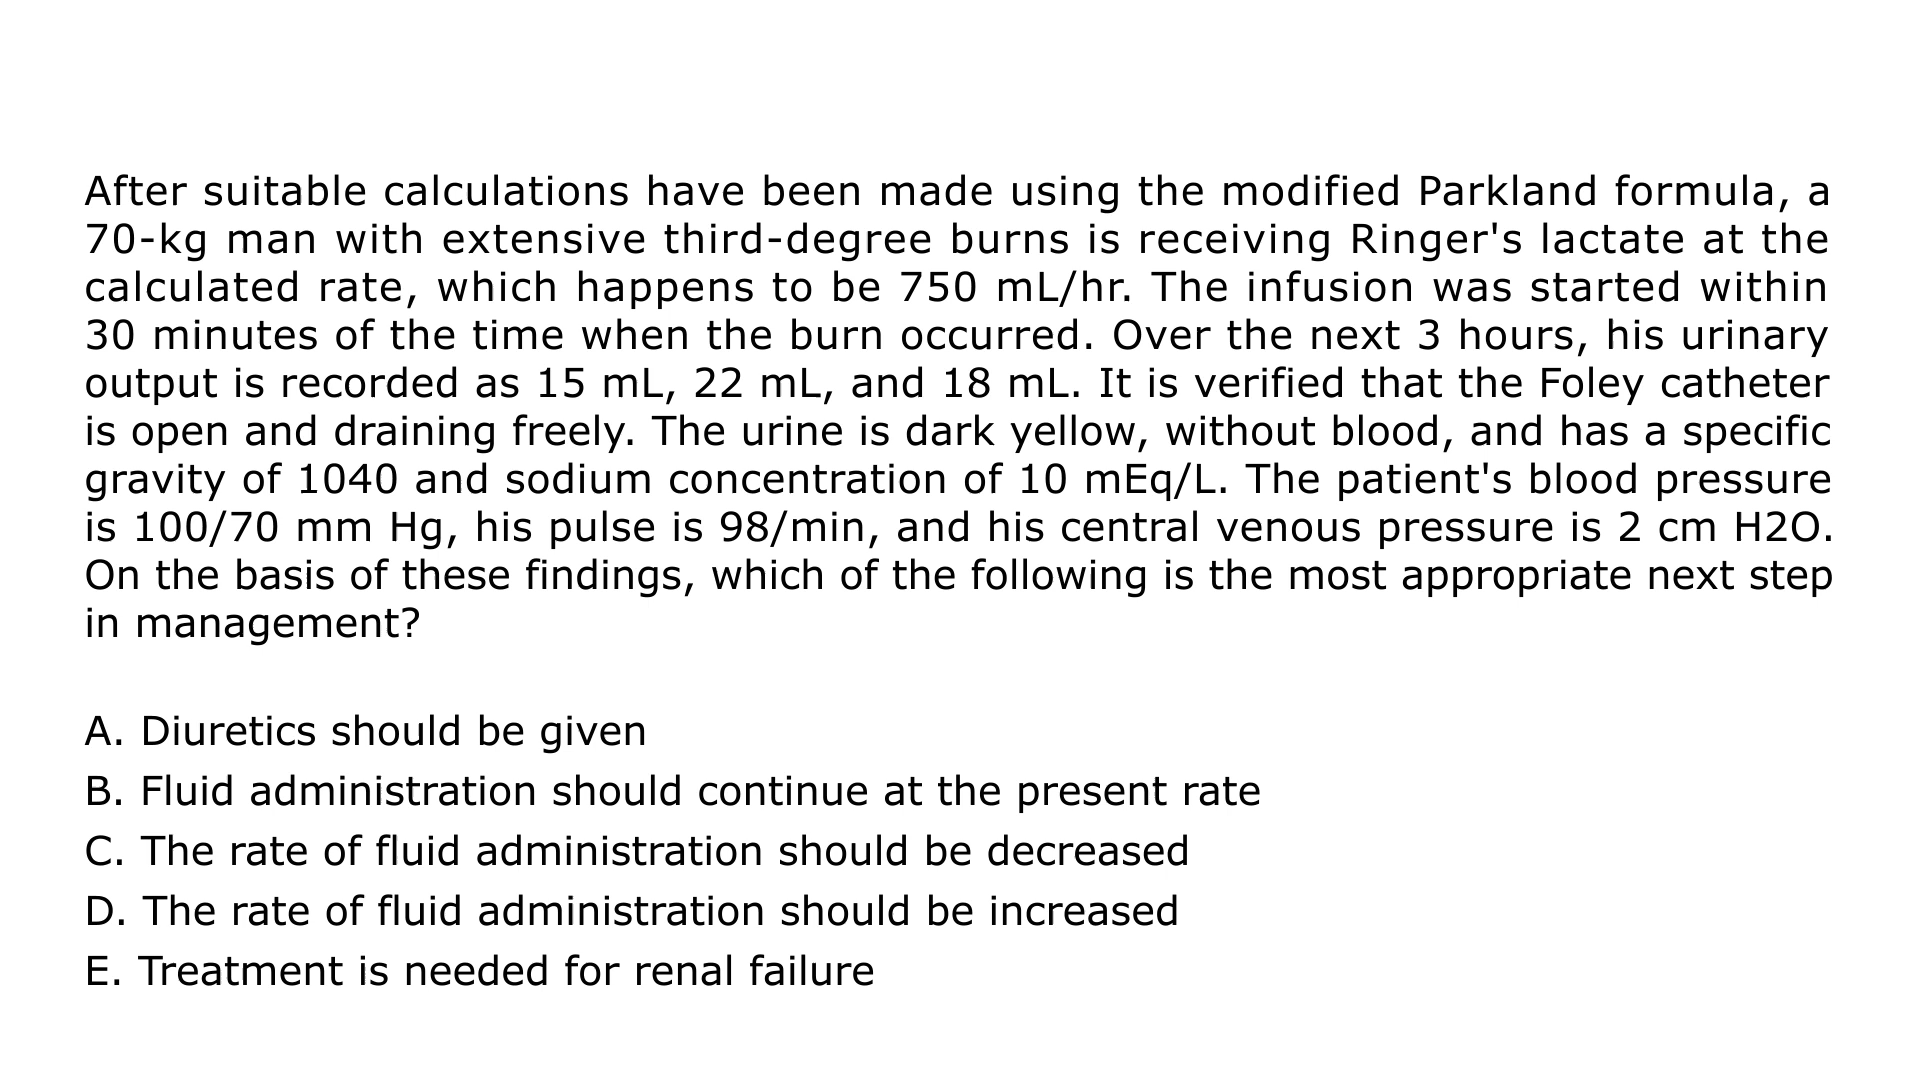 After suitable calculations have been made using the modified Parkland formula, a
70-kg man with extensive third-degree burns is receiving Ringer's lactate at the
calculated rate, which happens to be 750 mL/hr. The infusion was started within
30 minutes of the time when the burn occurred. Over the next 3 hours, his urinary
output is recorded as 15 mL, 22 mL, and 18 mL. It is verified that the Foley catheter
is open and draining freely. The urine is dark yellow, without blood, and has a specific
gravity of 1040 and sodium concentration of 10 mEq/L. The patient's blood pressure
is 100/70 mm Hg, his pulse is 98/min, and his central venous pressure is 2 cm H2O.
On the basis of these findings, which of the following is the most appropriate next step
in management?
A. Diuretics should be given
B. Fluid administration should continue at the present rate
C. The rate of fluid administration should be decreased
D. The rate of fluid administration should be increased
E. Treatment is needed for renal failure